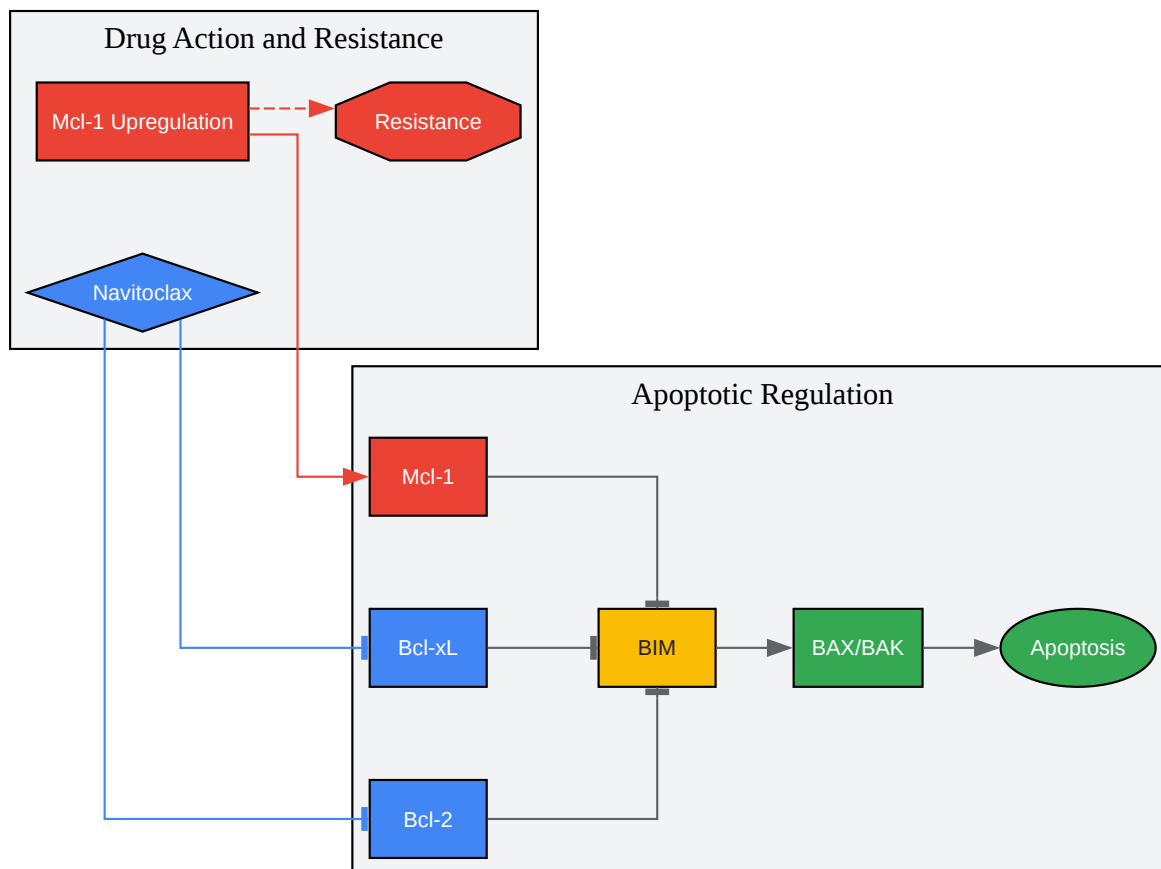 Drug Action and Resistance
Mcl-1 Upregulation
Resistance
Navitoclax
Apoptotic Regulation
Mcl-1
Bcl-xL
BIM
BAX/BAK
Apoptosis
Bcl-2